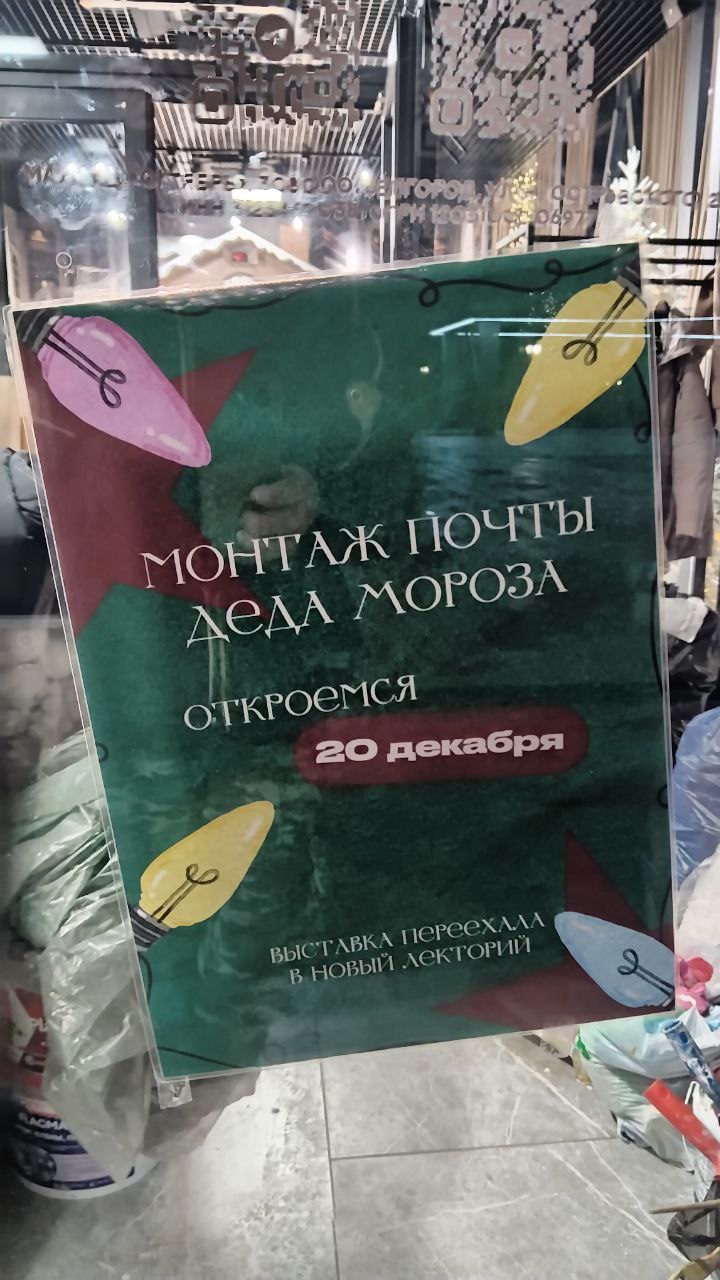 МОНТАЖ ПОЧТЫ
ДЕДА МОРОЗА
ОТКРОЕМСЯ
20 декабря
ВЫСТАВКА ПЕРЕЕХАЛА
В НОВЫЙ ЛЕКТОРИЙ